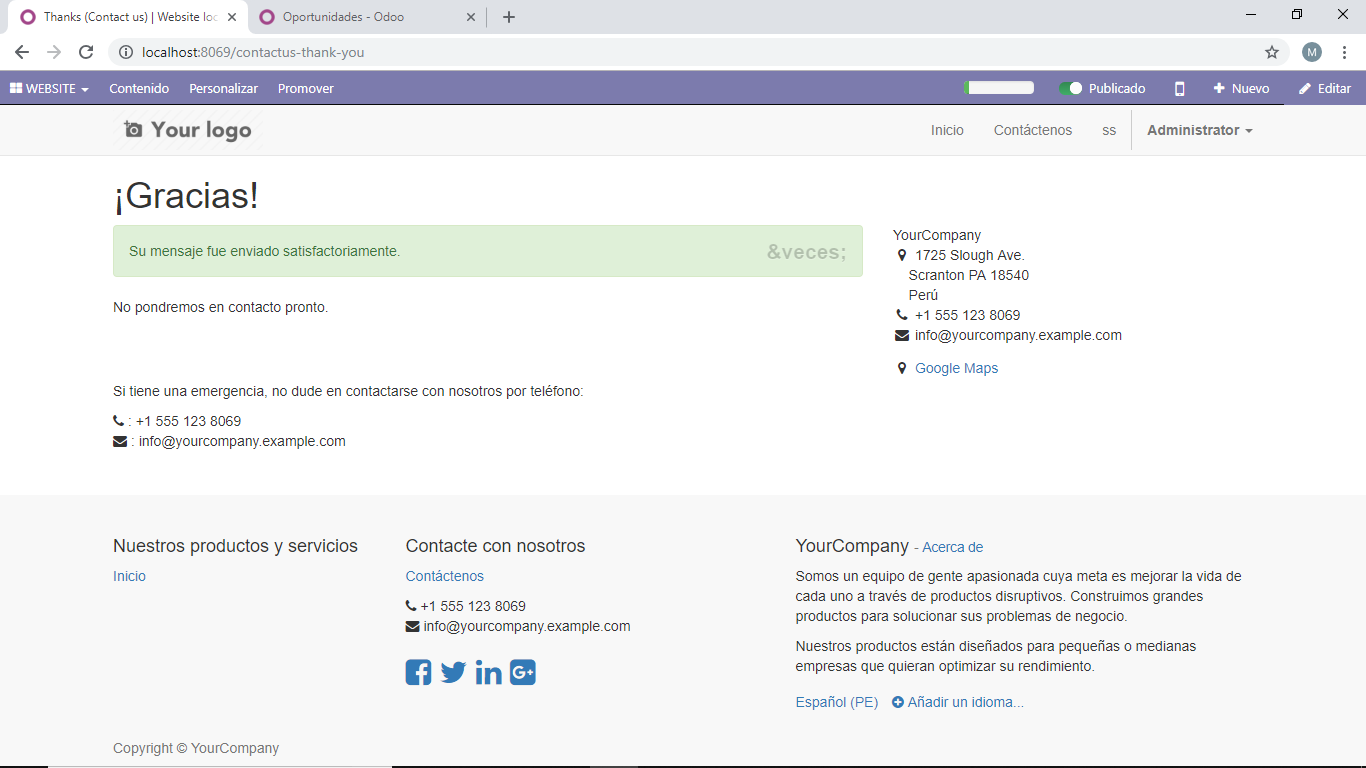 Thanks (Contact us) | Website loc
Oportunidades - Odoo
localhost:8069/contactus-thank-you
M
WEBSITE
Contenido
Personalizar
Promover
Publicado
Nuevo
Editar
Your logo
Inicio
Contáctenos
ss
Administrator
¡Gracias!
Su mensaje fue enviado satisfactoriamente.
&veces;
No pondremos en contacto pronto.
Si tiene una emergencia, no dude en contactarse con nosotros por teléfono:
: +1 555 123 8069
: info@yourcompany.example.com
YourCompany
1725 Slough Ave.
Scranton PA 18540
Perú
+1 555 123 8069
info@yourcompany.example.com
Google Maps
Nuestros productos y servicios
Inicio
Contacte con nosotros
Contáctenos
+1 555 123 8069
info@yourcompany.example.com
YourCompany - Acerca de
Somos un equipo de gente apasionada cuya meta es mejorar la vida de
cada uno a través de productos disruptivos. Construimos grandes
productos para solucionar sus problemas de negocio.
Nuestros productos están diseñados para pequeñas o medianas
empresas que quieran optimizar su rendimiento.
Español (PE)
Añadir un idioma...
Copyright © YourCompany